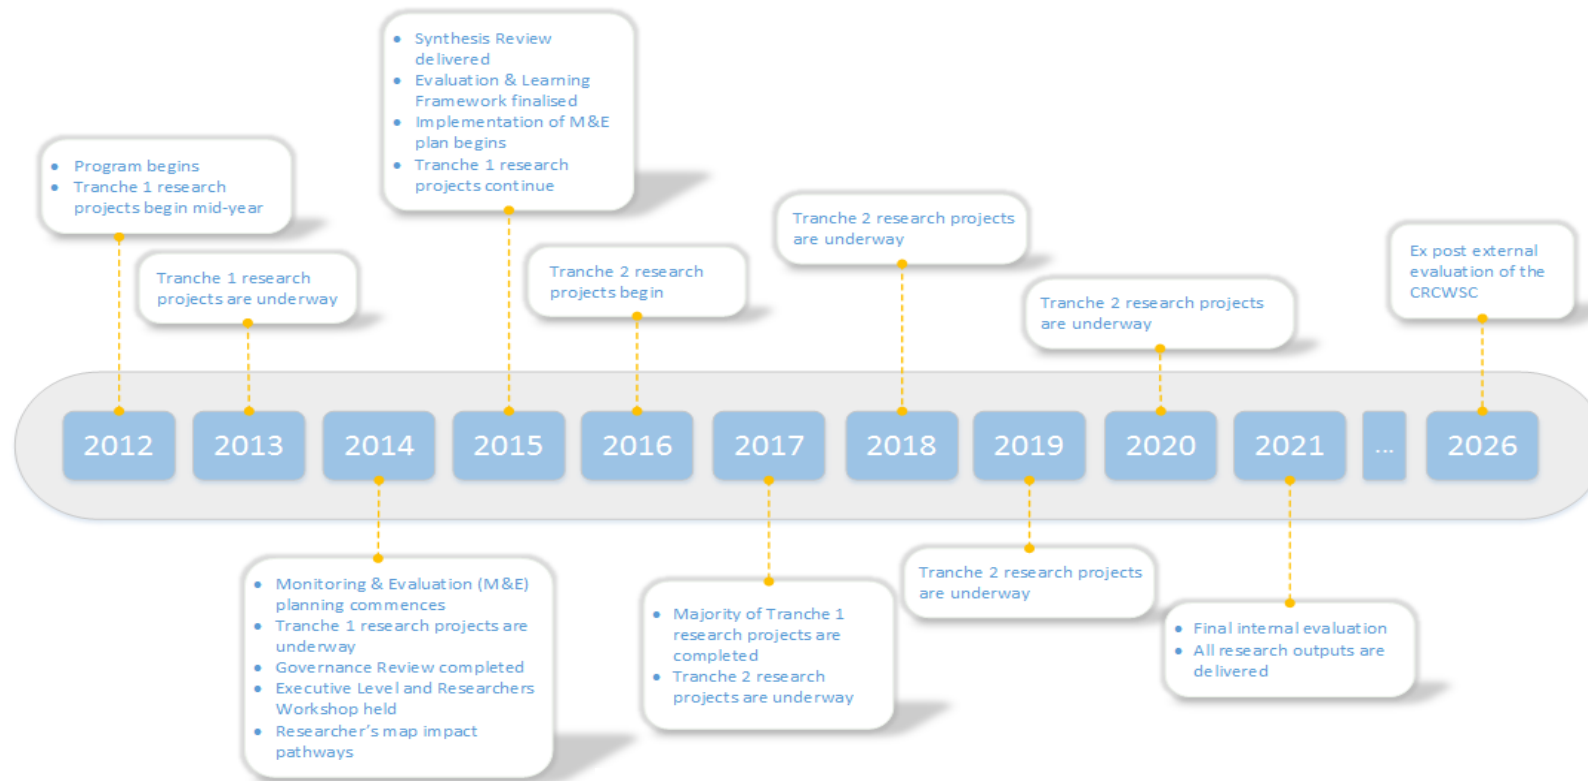 ● Program begins
● Tranche 1 research
projects begin mid-year
Tranche 1 research
projects are underway
● Synthesis Review
delivered
● Evaluation & Learning
Framework finalised
● Implementation of M&E
plan begins
● Tranche 1 research
projects continue
Tranche 2 research
projects begin
Tranche 2 research projects
are underway
Tranche 2 research projects
are underway
Ex post external
evaluation of the
CRCWSC
2012
2013
2014
2015
2016
2017
2018
2019
2020
2021
...
2026
● Monitoring & Evaluation (M&E)
planning commences
● Tranche 1 research projects are
underway
● Governance Review completed
● Executive Level and Researchers
Workshop held
● Researcher's map impact
pathways
● Majority of Tranche 1
research projects are
completed
● Tranche 2 research
projects are underway
Tranche 2 research projects
are underway
● Final internal evaluation
● All research outputs are
delivered